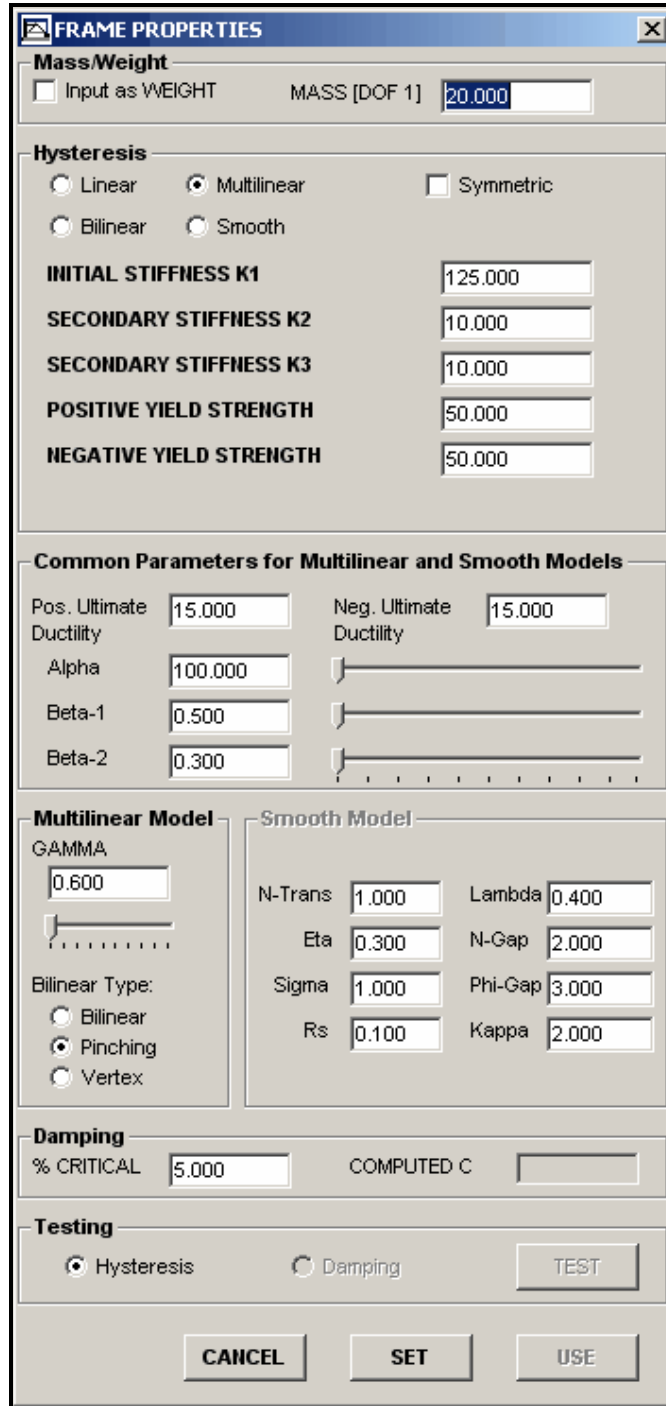 FRAME PROPERTIES
Mass/Weight
Input as WEIGHT MASS [DOF 1] 20.000
Hysteresis
Linear Multilinear Symmetric
Bilinear Smooth
INITIAL STIFFNESS K1 125.000
SECONDARY STIFFNESS K2 10.000
SECONDARY STIFFNESS K3 10.000
POSITIVE YIELD STRENGTH 50.000
NEGATIVE YIELD STRENGTH 50.000
Common Parameters for Multilinear and Smooth Models
Pos. Ultimate 15.000 Neg. Ultimate 15.000
Ductility Ductility
Alpha 100.000
Beta-1 0.500
Beta-2 0.300
Multilinear Model Smooth Model
GAMMA
0.600
N-Trans 1.000 Lambda 0.400
Eta 0.300 N-Gap 2.000
Bilinear Type: Sigma 1.000 Phi-Gap 3.000
Bilinear
Rs 0.100 Kappa 2.000
Pinching
Vertex
Damping
% CRITICAL 5.000 COMPUTED C
Testing
Hysteresis Damping TEST
CANCEL SET USE